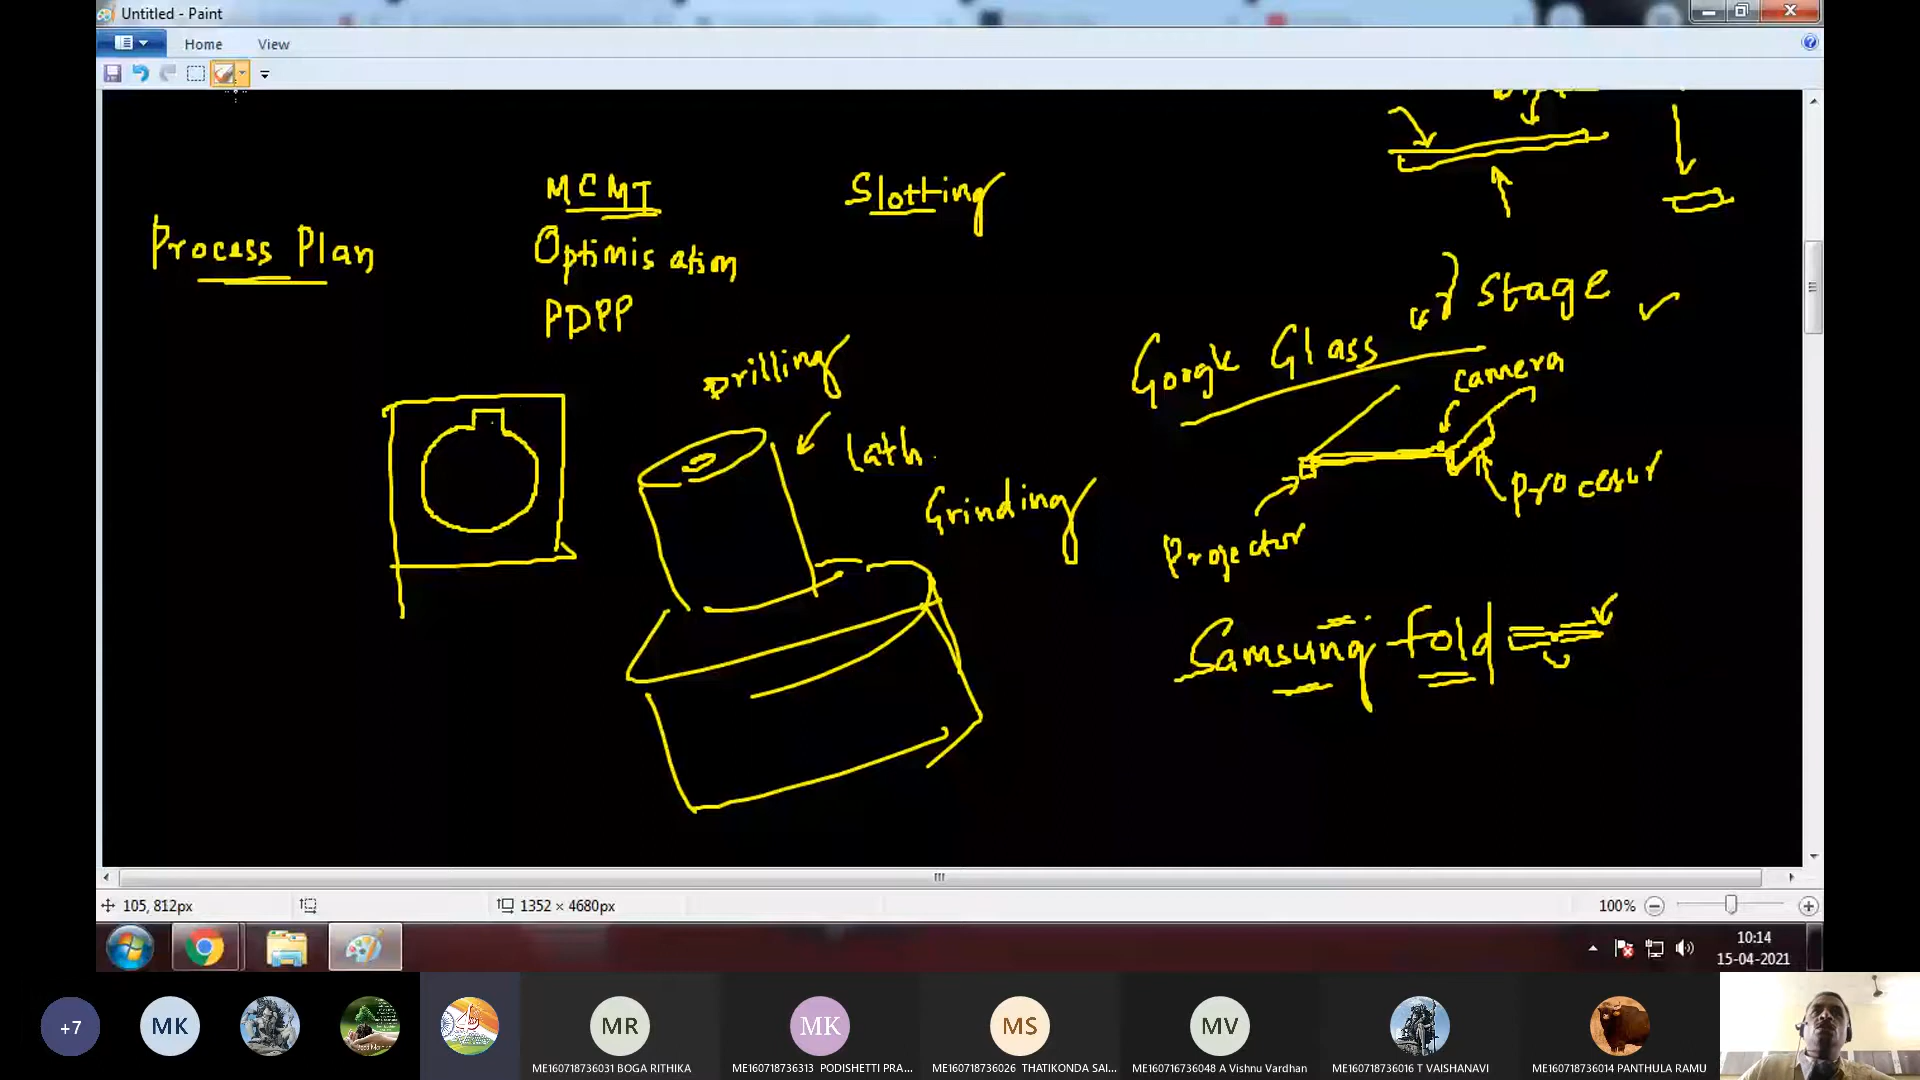 Untitled - Paint
Home
View
MCMT
Slotting
Process Plan
Optimisation
PDPP
stage
Google Glass
Drilling
camera
lath
Grinding
Processor
Projector
Samsung fold
105, 812px
1352 × 4680px
100%
10:14
15-04-2021
+7
MK
MR
MK
MS
MV
ME160718736031 BOGA RITHIKA
ME160718736313 PODISHETTI PRA...
ME160718736026 THATIKONDA SAI...
ME160716736048 A Vishnu Vardhan
ME160718736016 T VAISHANAVI
ME160718736014 PANTHULA RAMU